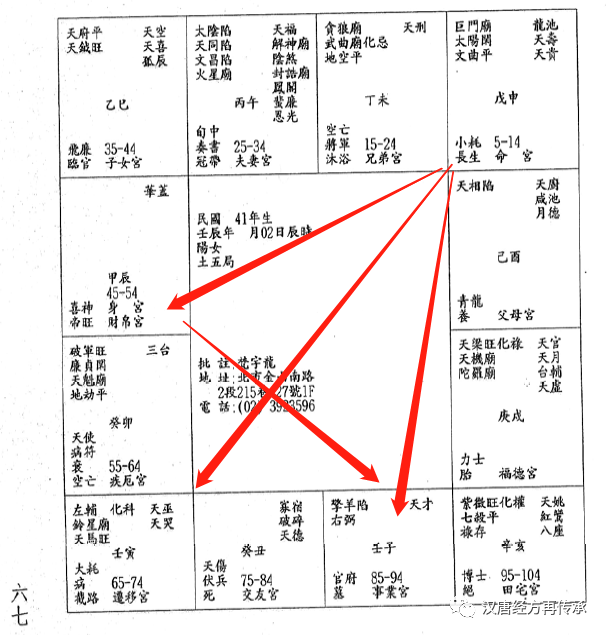 天府平 天空
天鉞旺 天喜
孤辰
乙巳
飛廉 35-44
臨官 子女宮
太陰陷 天福
天同陷 解神廟
文昌陷 陰煞
火星廟 封誥廟
鳳閣
蜚廉
恩光
丙午
旬中
奏書 25-34
冠帶 夫妻宮
貪狼廟 天刑
武曲廟化忌
地空平
丁未
空亡
將軍 15-24
沐浴 兄弟宮
巨門廟 龍池
太陽閑 天壽
文曲平 天貴
戊申
小耗 5-14
長生 命 宮
華蓋
甲辰
45-54
喜神 身 宮
帝旺 財帛宮
民國 41年生
壬辰年 月02日辰時
陽女
土五局
批 註:梵宇龍
地 址:北市金 南路
2段215巷 27號1F
電 話:(02) 3923596
天相陷 天廚
咸池
月德
己酉
青龍
養 父母宮
破軍旺 三台
廉貞閑
天魁廟
地劫平
癸卯
天使
病符
衰 55-64
空亡 疾厄宮
天梁旺化祿 天官
天機廟 天月
陀羅廟 台輔
天虛
庚戌
力士
胎 福德宮
左輔 化科 天巫
鈴星廟 天哭
天馬旺
壬寅
大耗
病 65-74
截路 遷移宮
寡宿
破碎
天德
癸丑
天傷
伏兵 75-84
死 交友宮
擎羊陷 天才
右弼
壬子
官府 85-94
墓 事業宮
紫微旺化權 天姚
七殺平 紅鸞
祿存 八座
辛亥
博士 95-104
絕 田宅宮
六七
汉唐经方再传承